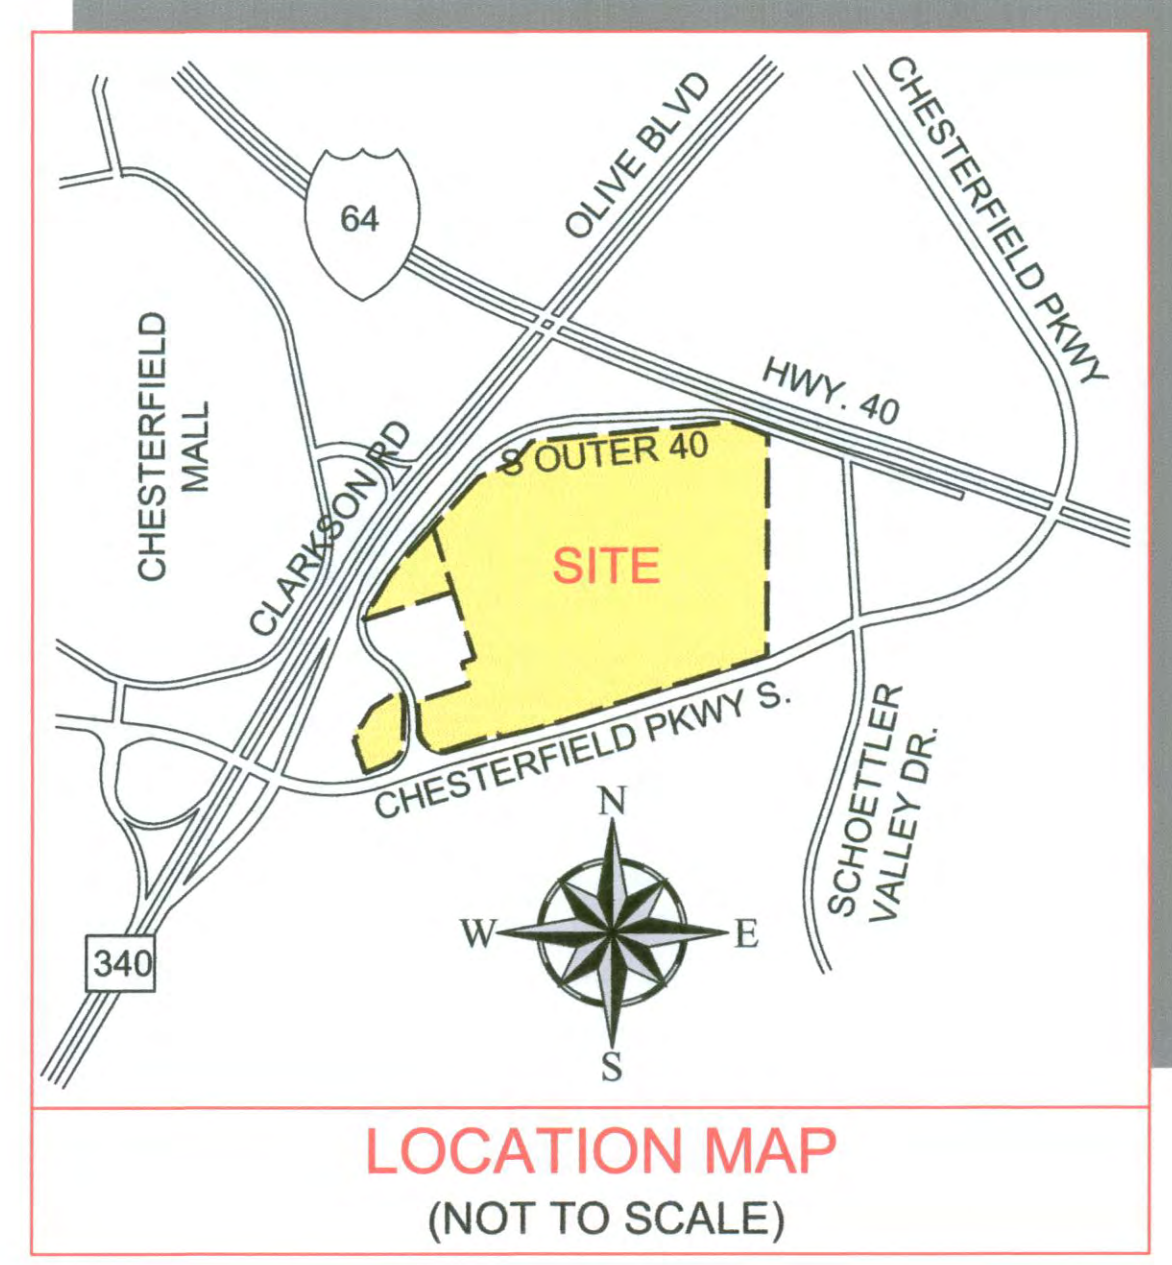 CHESTERFIELD PKWY
OLIVE BLVD
64
HWY. 40
CHESTERFIELD
MALL
CLARKSON RD
S OUTER 40
SITE
CHESTERFIELD PKWY S.
SCHOETTLER
VALLEY DR.
N
W
E
S
340
LOCATION MAP
(NOT TO SCALE)